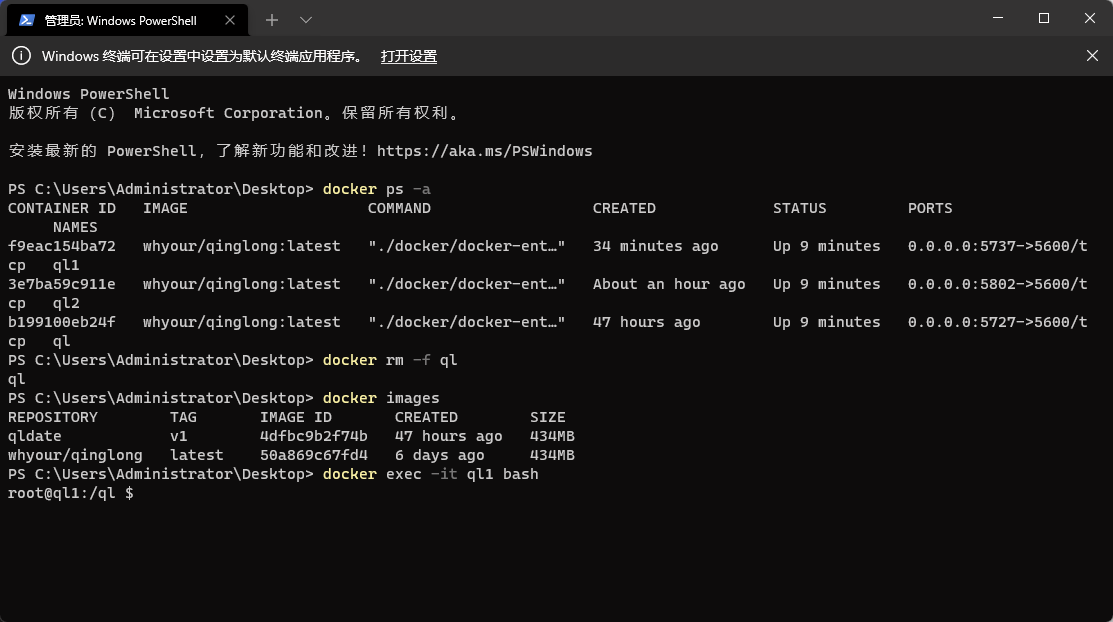 管理员: Windows PowerShell
Windows 终端可在设置中设置为默认终端应用程序。 打开设置
Windows PowerShell
版权所有 (C) Microsoft Corporation。保留所有权利。
安装最新的 PowerShell，了解新功能和改进！https://aka.ms/PSWindows
PS C:\Users\Administrator\Desktop> docker ps -a
CONTAINER ID   IMAGE                    COMMAND                  CREATED             STATUS         PORTS
     NAMES
f9eac154ba72   whyour/qinglong:latest   "./docker/docker-ent…"   34 minutes ago      Up 9 minutes   0.0.0.0:5737->5600/t
cp   ql1
3e7ba59c911e   whyour/qinglong:latest   "./docker/docker-ent…"   About an hour ago   Up 9 minutes   0.0.0.0:5802->5600/t
cp   ql2
b199100eb24f   whyour/qinglong:latest   "./docker/docker-ent…"   47 hours ago        Up 9 minutes   0.0.0.0:5727->5600/t
cp   ql
PS C:\Users\Administrator\Desktop> docker rm -f ql
ql
PS C:\Users\Administrator\Desktop> docker images
REPOSITORY        TAG       IMAGE ID       CREATED        SIZE
qldate            v1        4dfbc9b2f74b   47 hours ago   434MB
whyour/qinglong   latest    50a869c67fd4   6 days ago     434MB
PS C:\Users\Administrator\Desktop> docker exec -it ql1 bash
root@ql1:/ql $